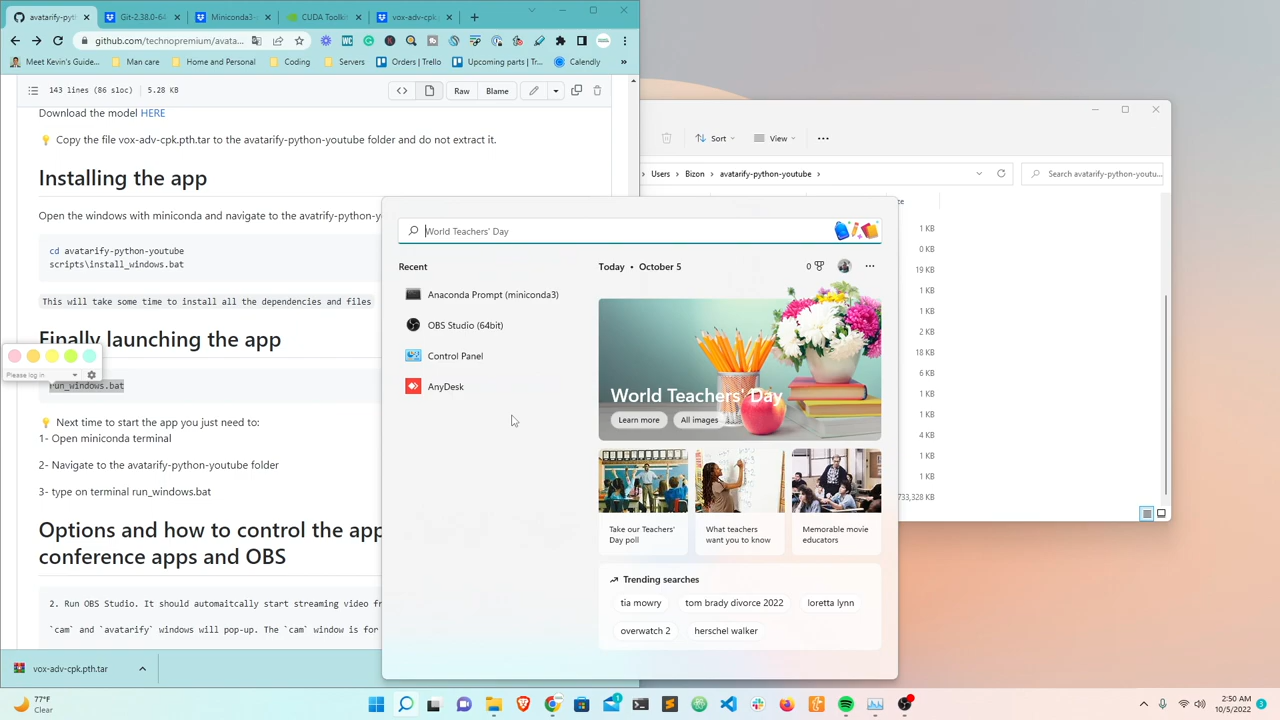 avatarify-p
Git-2.38.0-64
Miniconda3-
CUDA Toolki
vox-adv-cpk
github.com/technopremium/avata...
Meet Kevin's Guide...
Man care
Home and Personal
Coding
Servers
Orders | Trello
Upcoming parts | Tr...
Calendly
»
143 lines (86 sloc)
5.28 KB
Raw
Blame
Download the model HERE
💡 Copy the file vox-adv-cpk.pth.tar to the avatarify-python-youtube folder and do not extract it.
Installing the app
Open the windows with miniconda and navigate to the avatrify-python-y
cd avatarify-python-youtube
scripts\install_windows.bat
This will take some time to install all the dependencies and files
Finally launching the app
Please log in
run_windows.bat
💡 Next time to start the app you just need to:
1- Open miniconda terminal
2- Navigate to the avatarify-python-youtube folder
3- type on terminal run_windows.bat
Options and how to control the app
conference apps and OBS
2. Run OBS Studio. It should automaitcally start streaming video fr
`cam` and `avatarify` windows will pop-up. The `cam` window is for
vox-adv-cpk.pth.tar
Sort
View
Users
Bizon
avatarify-python-youtube
Search avatarify-python-youtu...
1 KB
0 KB
19 KB
1 KB
1 KB
2 KB
18 KB
6 KB
1 KB
1 KB
4 KB
1 KB
1 KB
733,328 KB
World Teachers' Day
Recent
Anaconda Prompt (miniconda3)
OBS Studio (64bit)
Control Panel
AnyDesk
Today • October 5
0
World Teachers' Day
Learn more
All images
Take our Teachers'
Day poll
What teachers
want you to know
Memorable movie
educators
Trending searches
tia mowry
tom brady divorce 2022
loretta lynn
overwatch 2
herschel walker
77°F
Clear
2:50 AM
10/5/2022